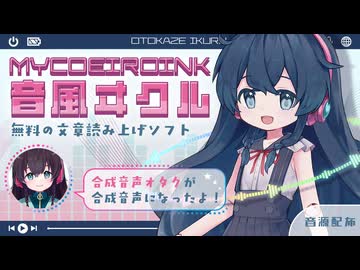 OTOKAZE IKURU
MYCOEIROINK
音風ヰクル
無料の文章読み上げソフト
合成音声オタクが
合成音声になったよ！
音源配布